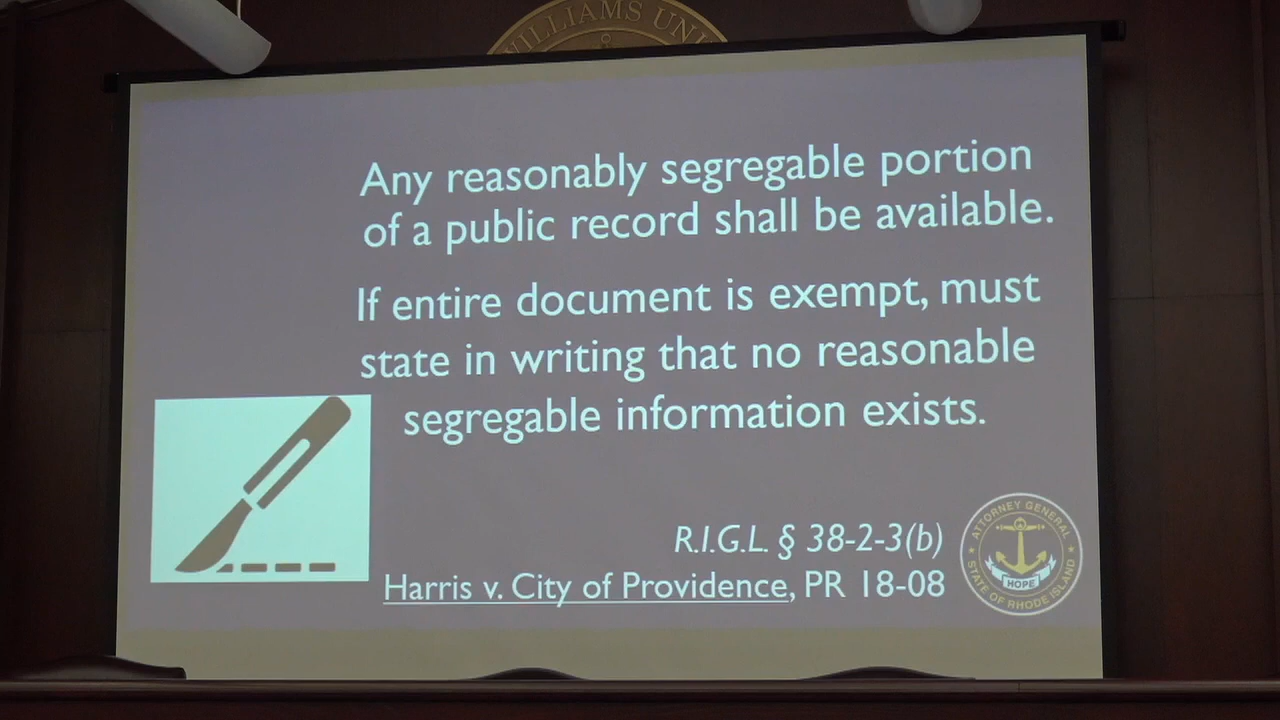 WILLIAMS UNI
Any reasonably segregable portion
of a public record shall be available.
If entire document is exempt, must
state in writing that no reasonable
segregable information exists.
R.I.G.L. § 38-2-3(b)
Harris v. City of Providence, PR 18-08
ATTORNEY GENERAL
HOPE
STATE OF RHODE ISLAND